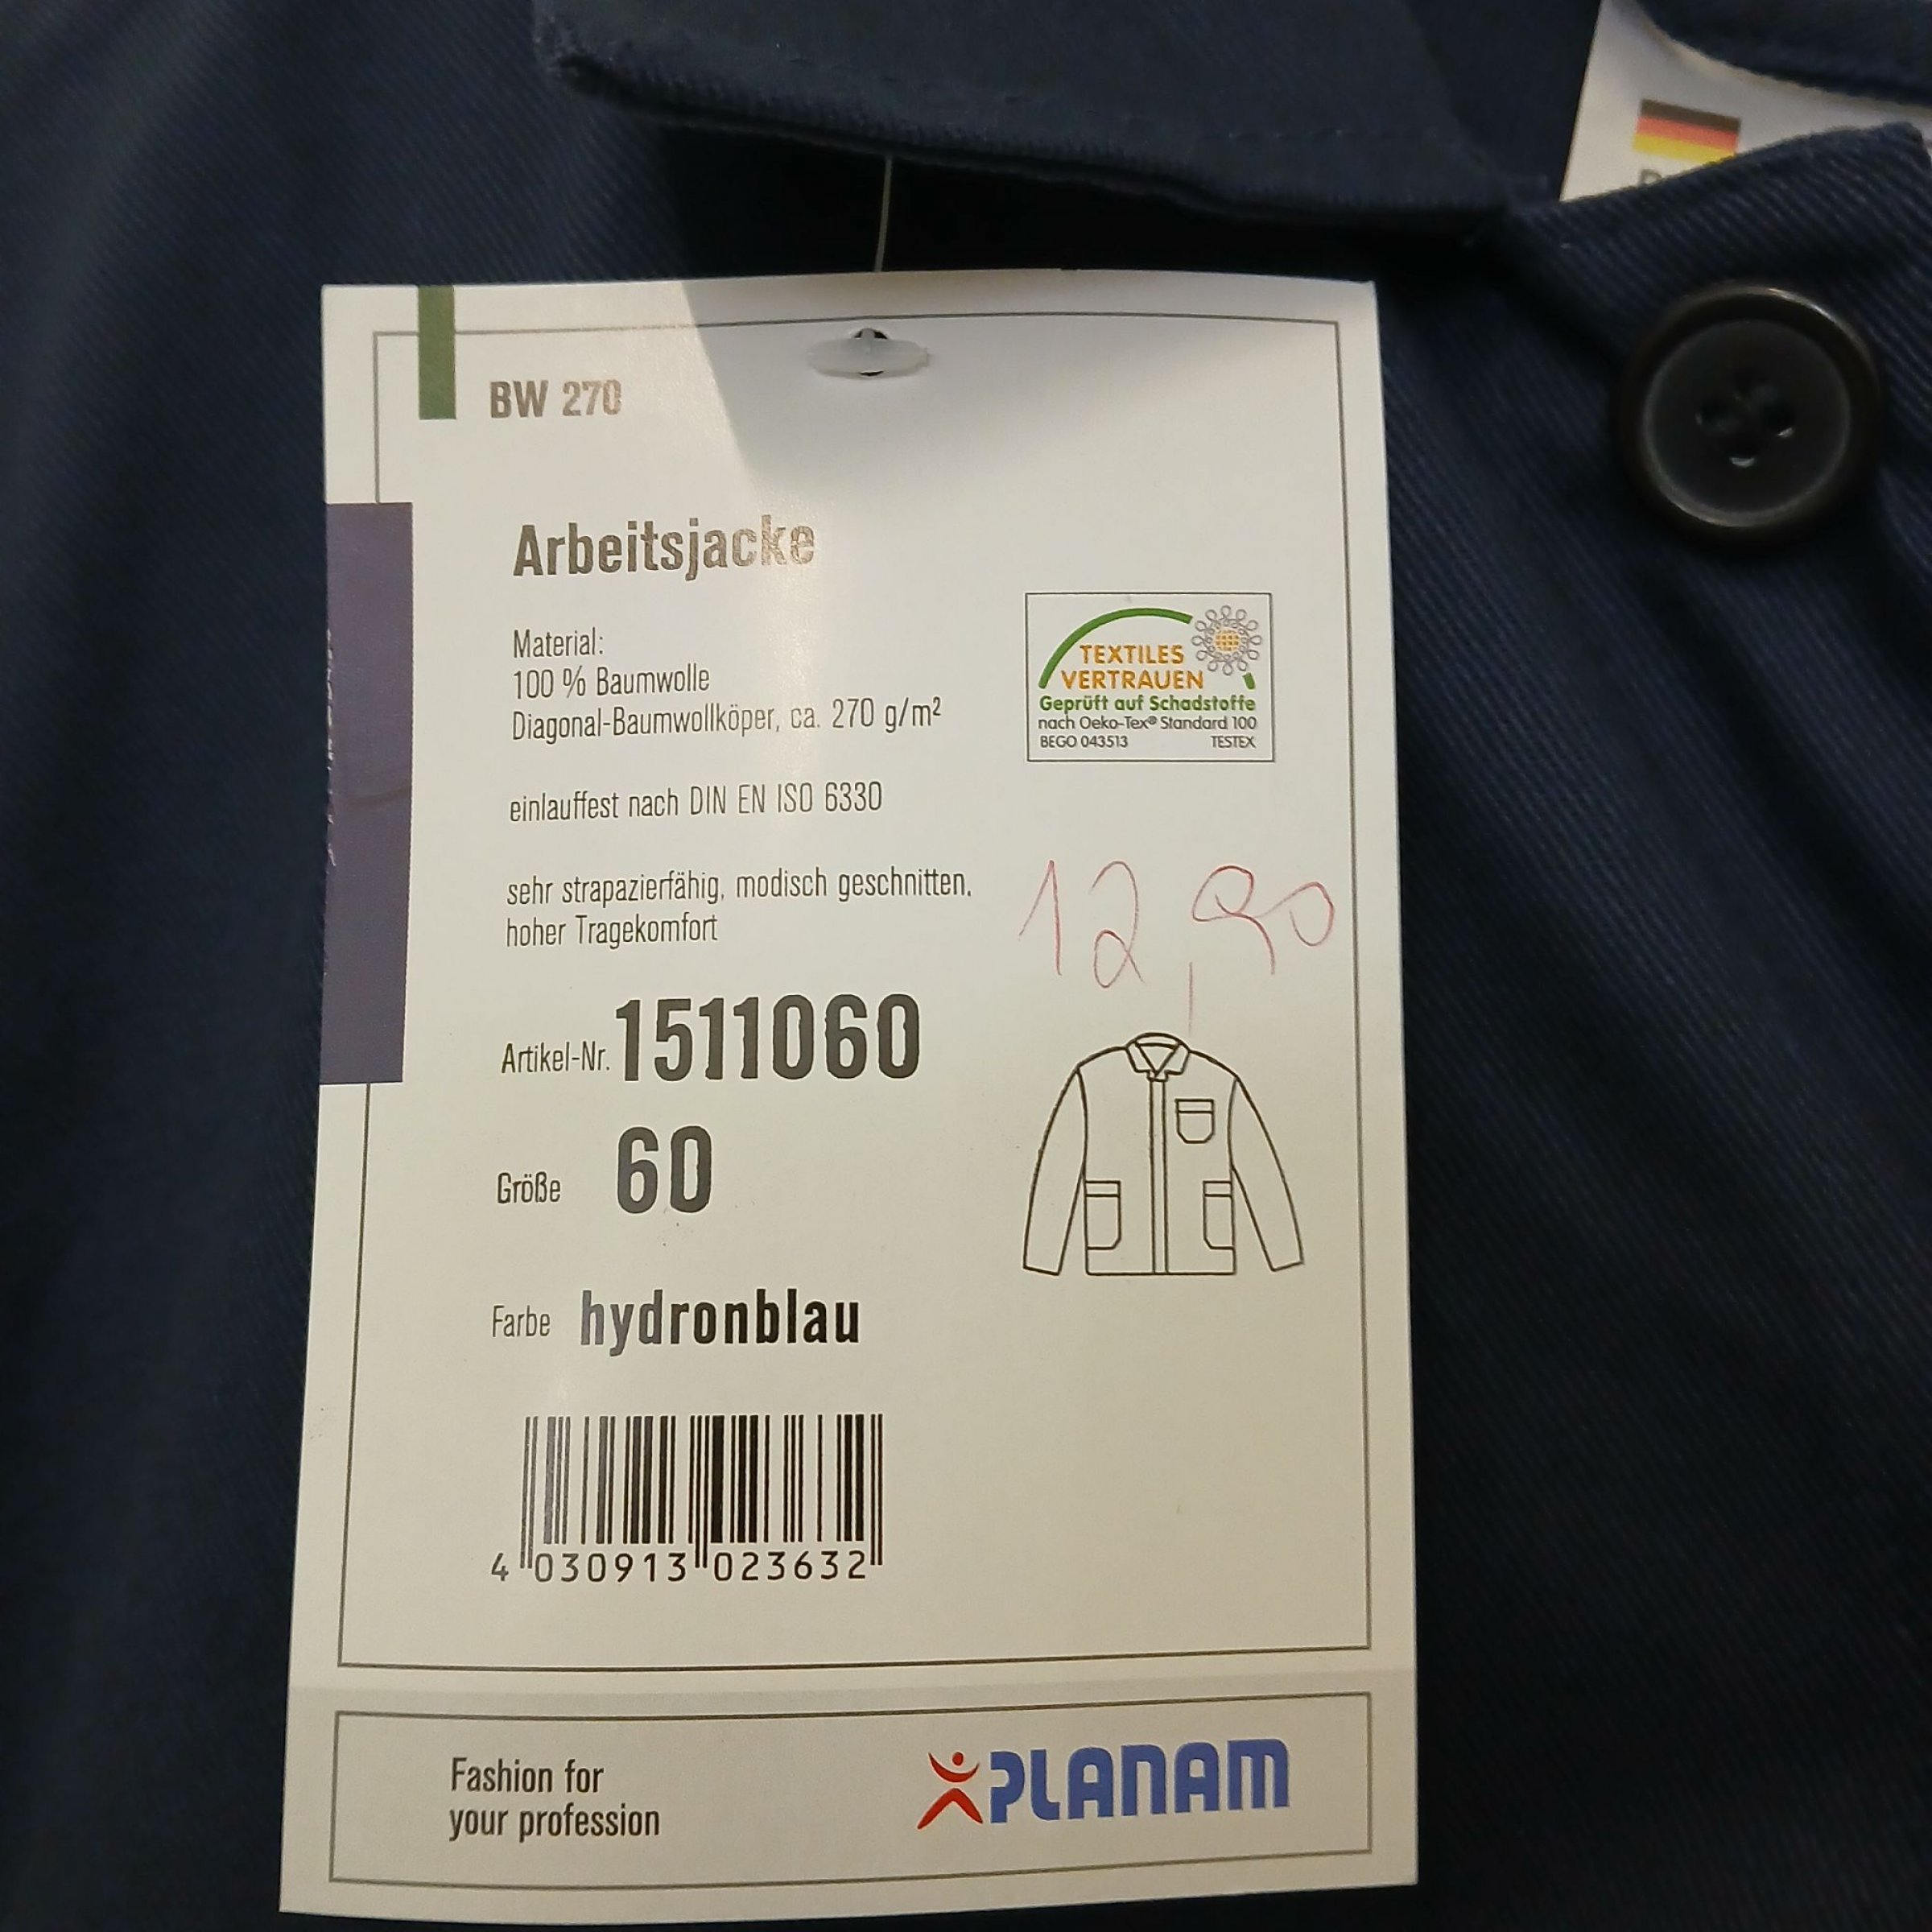 BW 270
Arbeitsjacke
Material:
100 % Baumwolle
Diagonal-Baumwollköper, ca. 270 g/m²
einlauffest nach DIN EN ISO 6330
sehr strapazierfähig, modisch geschnitten,
hoher Tragekomfort
TEXTILES
VERTRAUEN
Geprüft auf Schadstoffe
nach Oeko-Tex® Standard 100
BEGO 043513 TESTEX
12,90
Artikel-Nr. 1511060
Größe 60
Farbe hydronblau
4 030913 023632
Fashion for
your profession
PLANAM